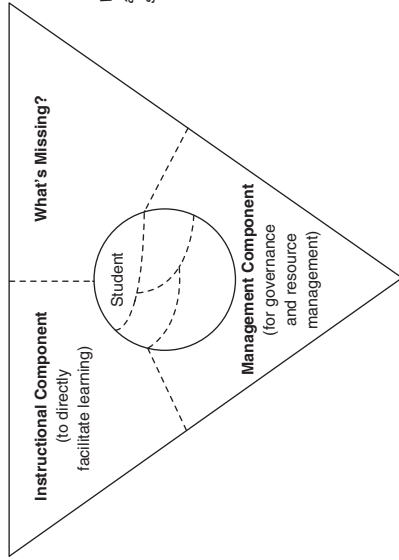 Instructional Component
(to directly
facilitate learning)
What's Missing?
Student
Management Component
(for governance
and resource
management)